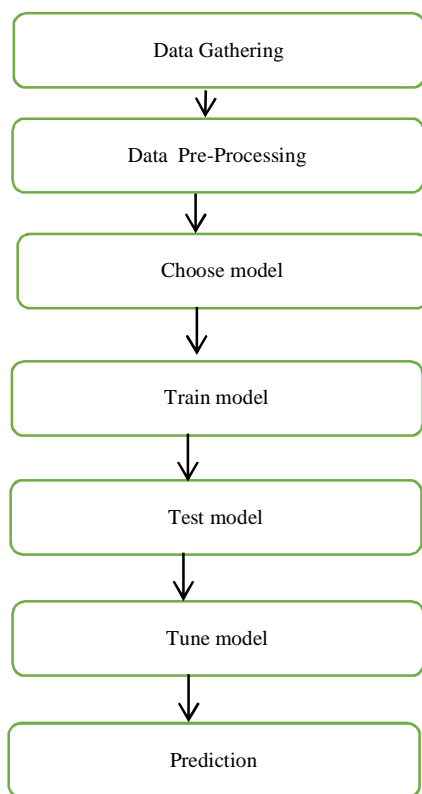 Data Gathering
Data Pre-Processing
Choose model
Train model
Test model
Tune model
Prediction